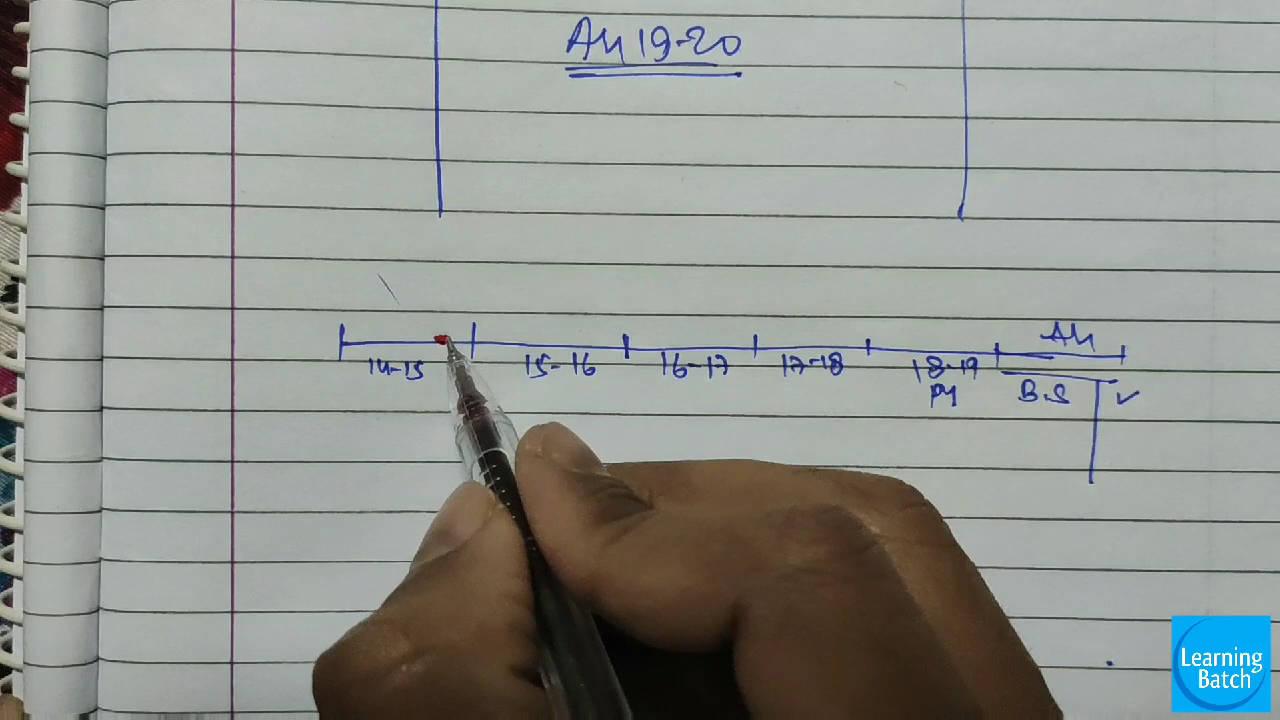 AY 19-20
AY
14-15 15-16 16-17 17-18 18-19
PY B.S ✓
Learning
Batch